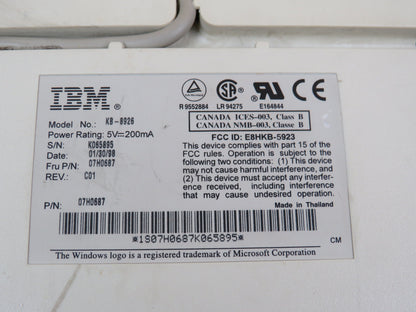 IBM
R 9552884 LR 94275 E164844
Model No.: KB-8926
Power Rating: 5V⎓200mA
S/N: K065895
Date: 01/30/98
Fru P/N: 07H0687
REV.: C01
P/N: 07H0687
CANADA ICES-003, Class B
CANADA NMB-003, Classe B
FCC ID: E8HKB-5923
This device complies with part 15 of the
FCC rules. Operation is subject to the
following two conditions: (1) This device
may not cause harmful interference, and
(2) This device must accept any interfer-
ence received, including interference
that may cause undesired operation.
Made in Thailand
*1S07H0687K065895*
CM
The Windows logo is a registered trademark of Microsoft Corporation